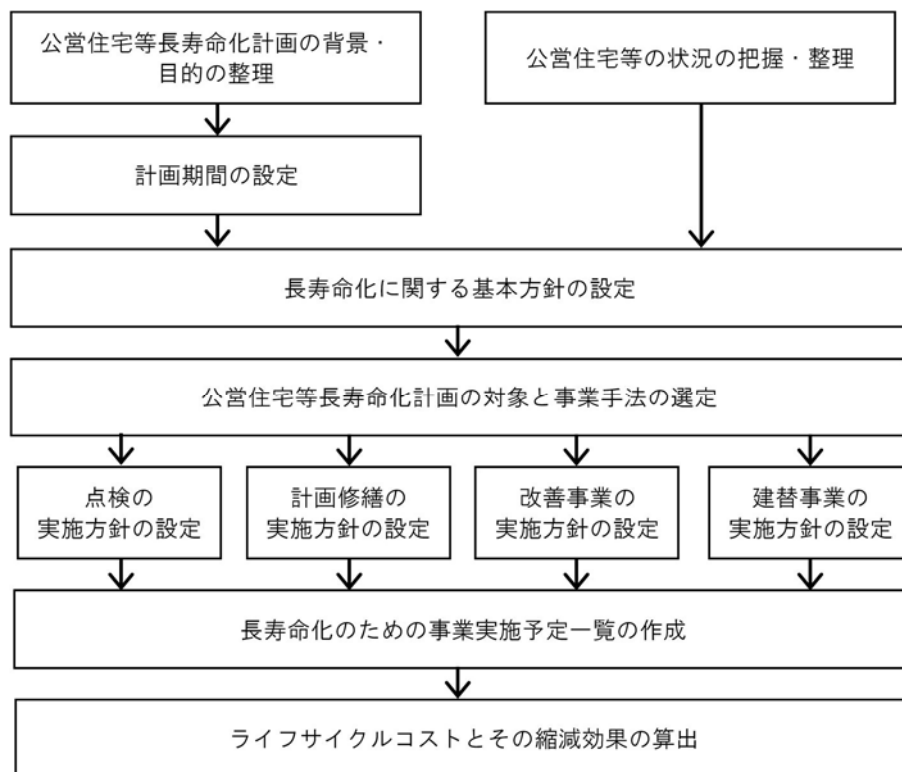 公営住宅等長寿命化計画の背景・
目的の整理
公営住宅等の状況の把握・整理
計画期間の設定
長寿命化に関する基本方針の設定
公営住宅等長寿命化計画の対象と事業手法の選定
点検の
実施方針の設定
計画修繕の
実施方針の設定
改善事業の
実施方針の設定
建替事業の
実施方針の設定
長寿命化のための事業実施予定一覧の作成
ライフサイクルコストとその縮減効果の算出